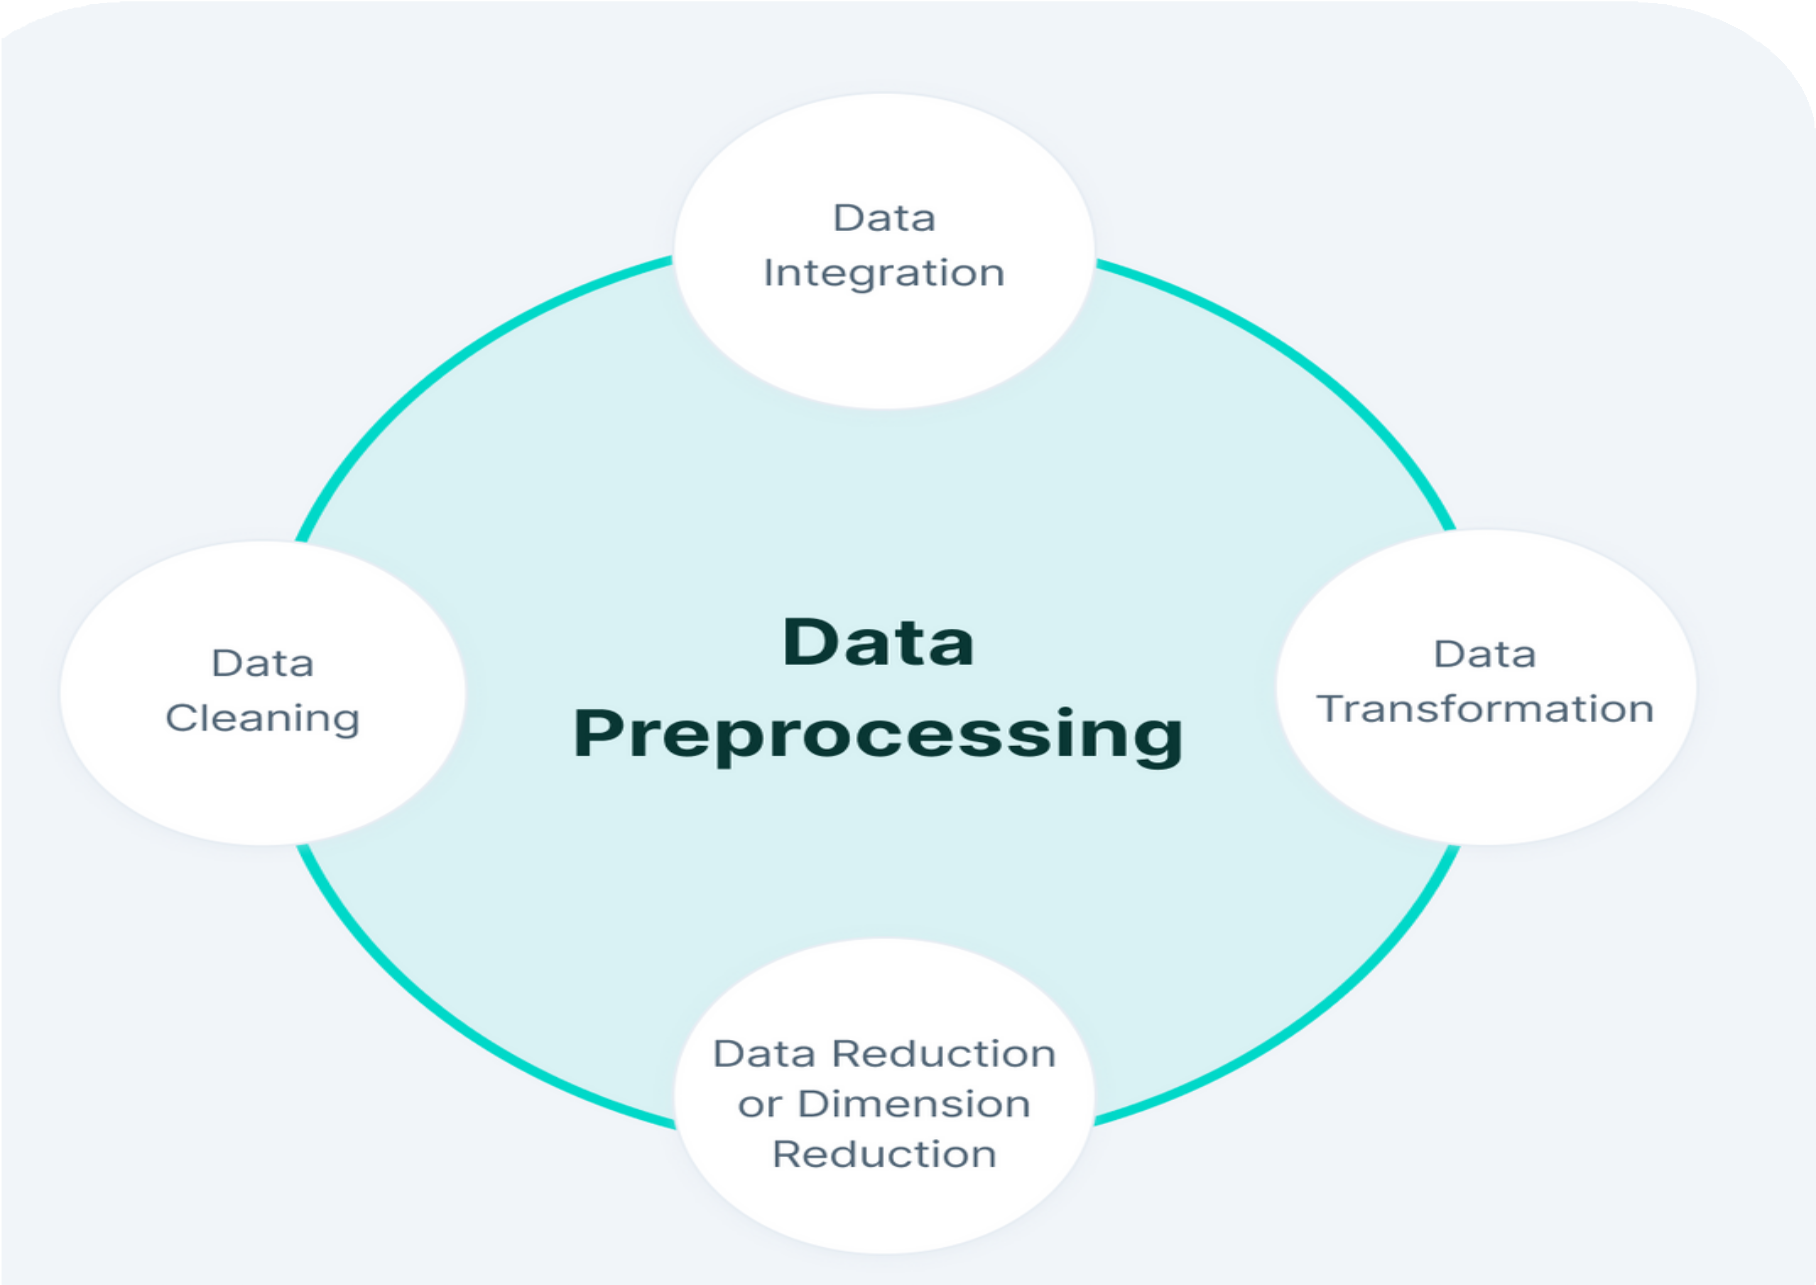 Data
Integration
Data
Cleaning
Data
Preprocessing
Data
Transformation
Data Reduction
or Dimension
Reduction